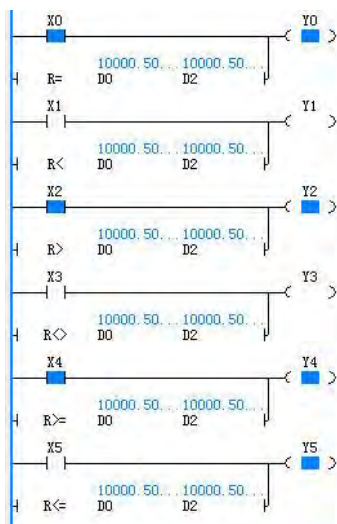 X0 Y0
10000.50... 10000.50...
R= D0 D2
X1 Y1
10000.50... 10000.50...
R< D0 D2
X2 Y2
10000.50... 10000.50...
R> D0 D2
X3 Y3
10000.50... 10000.50...
R<> D0 D2
X4 Y4
10000.50... 10000.50...
R>= D0 D2
X5 Y5
10000.50... 10000.50...
R<= D0 D2